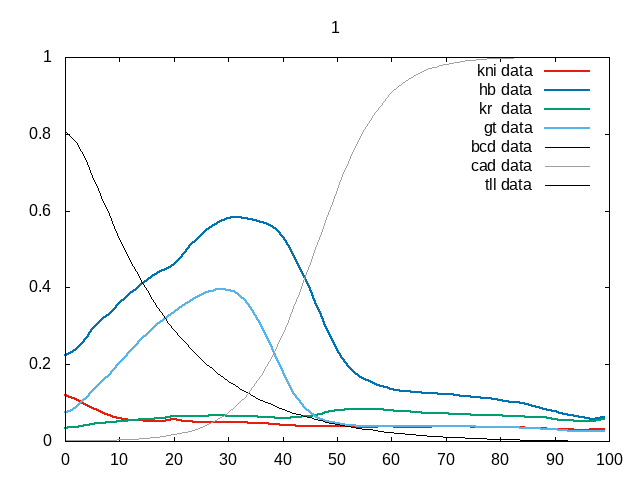 1
1
0.8
0.6
0.4
0.2
0
0 10 20 30 40 50 60 70 80 90 100
kni data
hb data
kr data
gt data
bcd data
cad data
tll data